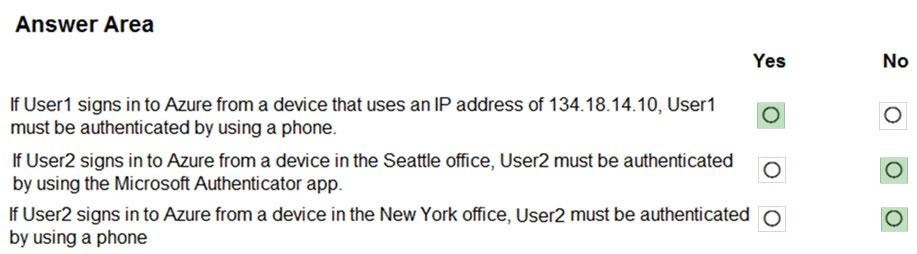 Answer Area
Yes No
If User1 signs in to Azure from a device that uses an IP address of 134.18.14.10, User1
must be authenticated by using a phone.
If User2 signs in to Azure from a device in the Seattle office, User2 must be authenticated
by using the Microsoft Authenticator app.
If User2 signs in to Azure from a device in the New York office, User2 must be authenticated
by using a phone